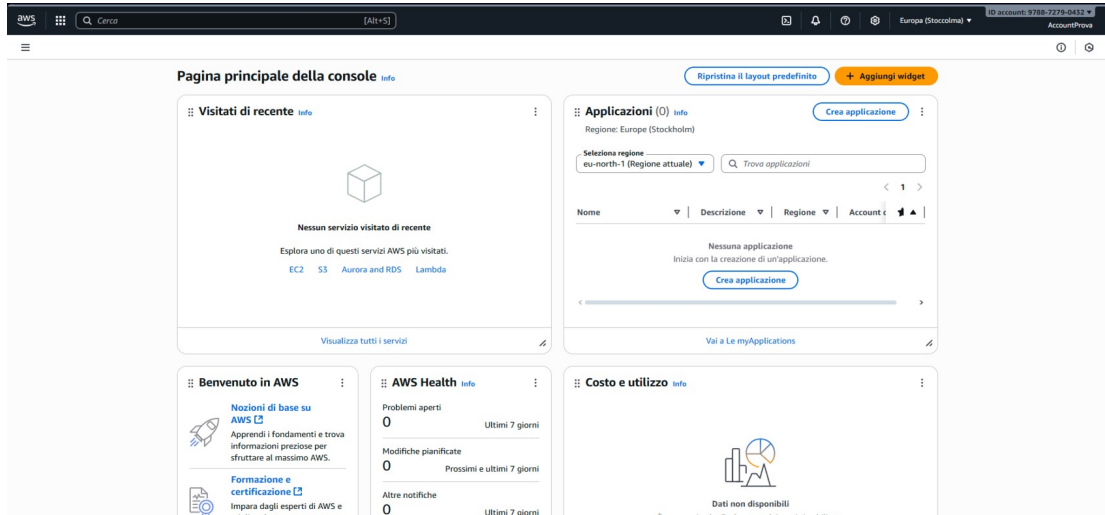 aws
Cerca
[Alt+S]
Europa (Stoccolma)
ID account: 9788-7279-0432
AccountProva
Pagina principale della console Info
Ripristina il layout predefinito
+ Aggiungi widget
Visitati di recente Info
Nessun servizio visitato di recente
Esplora uno di questi servizi AWS più visitati.
EC2 S3 Aurora and RDS Lambda
Visualizza tutti i servizi
Applicazioni (0) Info
Crea applicazione
Regione: Europe (Stockholm)
Seleziona regione
eu-north-1 (Regione attuale)
Trova applicazioni
1
Nome Descrizione Regione Account
Nessuna applicazione
Inizia con la creazione di un'applicazione.
Crea applicazione
Vai a Le myApplications
Benvenuto in AWS
Nozioni di base su
AWS
Apprendi i fondamenti e trova
informazioni preziose per
sfruttare al massimo AWS.
Formazione e
certificazione
Impara dagli esperti di AWS e
AWS Health Info
Problemi aperti
0
Ultimi 7 giorni
Modifiche pianificate
0
Prossimi e ultimi 7 giorni
Altre notifiche
0
Ultimi 7 giorni
Costo e utilizzo Info
Dati non disponibili